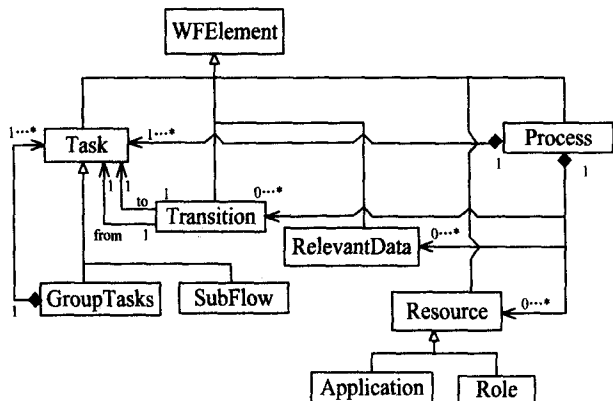 WFElement
1···*
Task
1···*
Process
1
1
1
1
to
1
0···*
Transition
from
1
RelevantData
0···*
GroupTasks
SubFlow
1
Resource
0···*
Application
Role